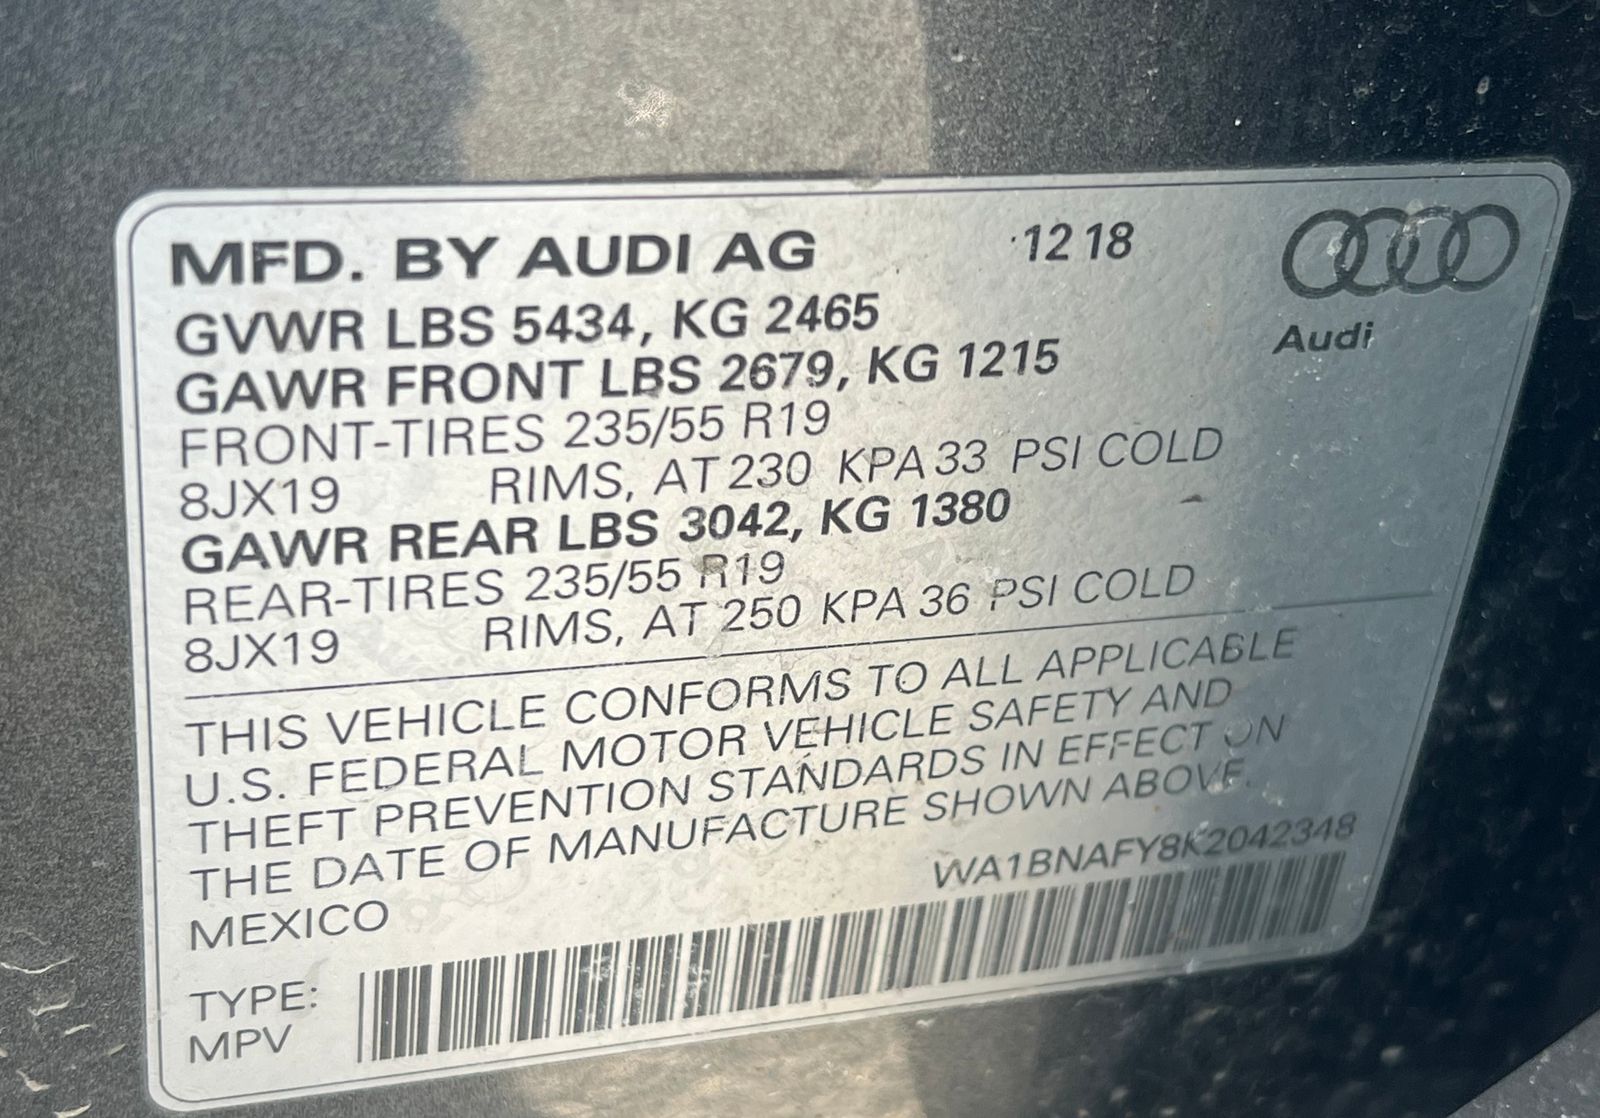 MFD. BY AUDI AG 12 18
Audi
GVWR LBS 5434, KG 2465
GAWR FRONT LBS 2679, KG 1215
FRONT-TIRES 235/55 R19
8JX19 RIMS, AT 230 KPA 33 PSI COLD
GAWR REAR LBS 3042, KG 1380
REAR-TIRES 235/55 R19
8JX19 RIMS, AT 250 KPA 36 PSI COLD
THIS VEHICLE CONFORMS TO ALL APPLICABLE
U.S. FEDERAL MOTOR VEHICLE SAFETY AND
THEFT PREVENTION STANDARDS IN EFFECT ON
THE DATE OF MANUFACTURE SHOWN ABOVE.
MEXICO WA1BNAFY8K2042348
TYPE:
MPV